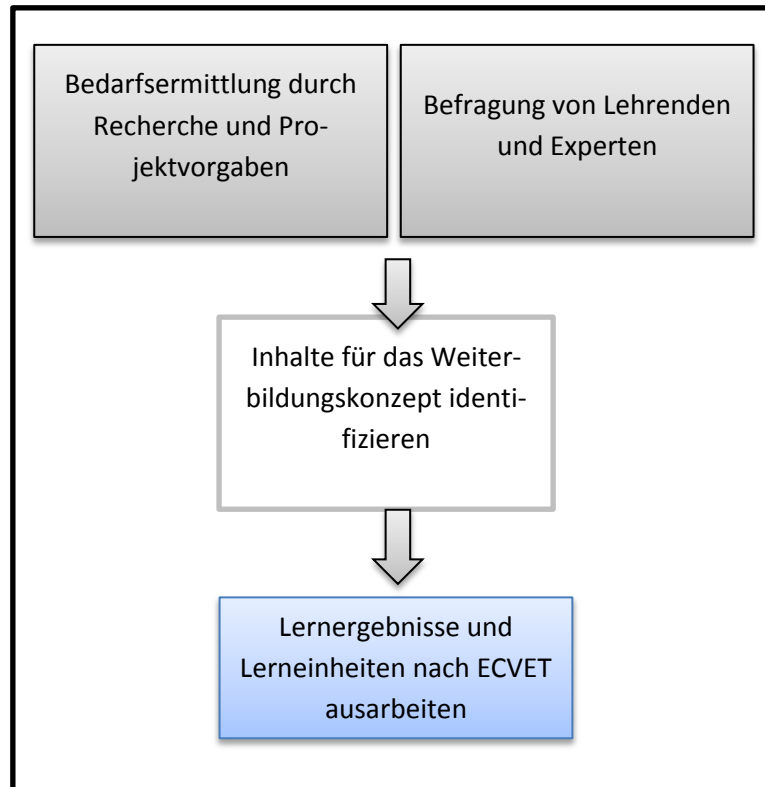 Bedarfsermittlung durch
Recherche und Pro-
jektvorgaben
Befragung von Lehrenden
und Experten
Inhalte für das Weiter-
bildungskonzept identi-
fizieren
Lernergebnisse und
Lerneinheiten nach ECVET
ausarbeiten